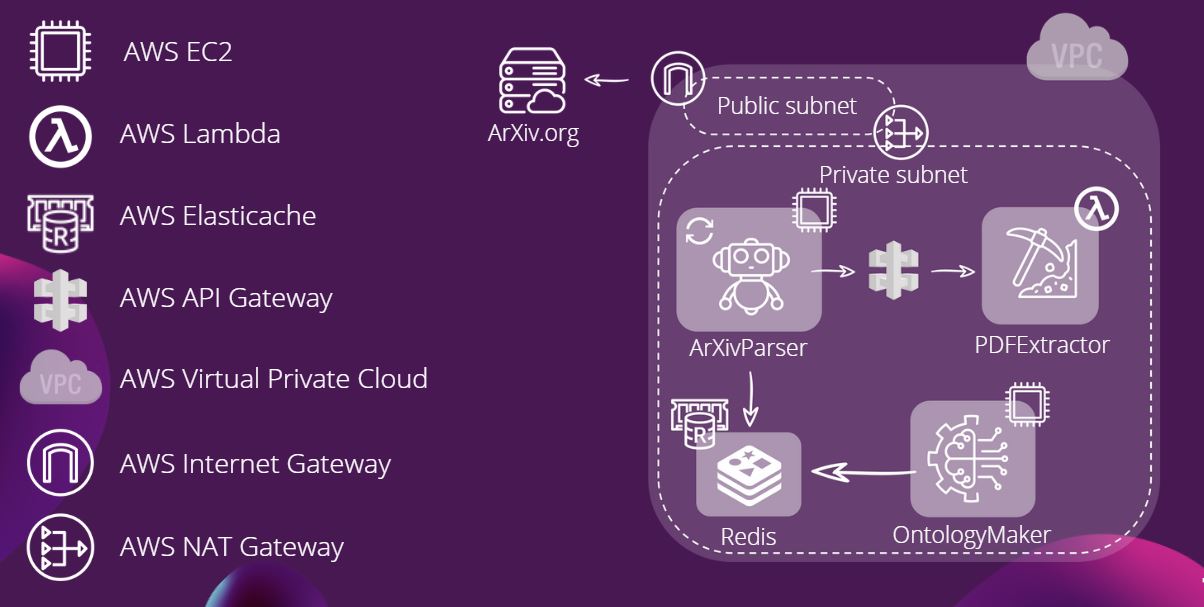 AWS EC2
AWS Lambda
R
AWS Elasticache
AWS API Gateway
VPC
AWS Virtual Private Cloud
AWS Internet Gateway
AWS NAT Gateway
ArXiv.org
VPC
Public subnet
Private subnet
ArXivParser
PDFExtractor
R
Redis
OntologyMaker